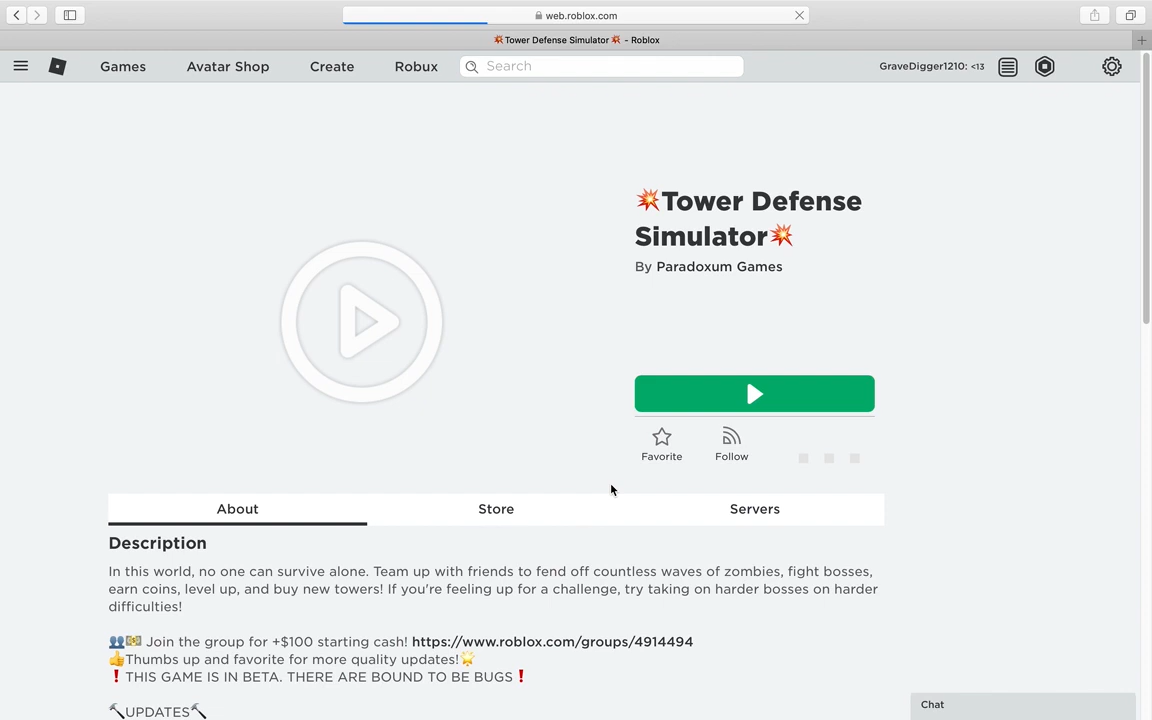 web.roblox.com
💥Tower Defense Simulator💥 - Roblox
Games Avatar Shop Create Robux Search GraveDigger1210: <13
💥Tower Defense
Simulator💥
By Paradoxum Games
Favorite Follow
About Store Servers
Description
In this world, no one can survive alone. Team up with friends to fend off countless waves of zombies, fight bosses,
earn coins, level up, and buy new towers! If you're feeling up for a challenge, try taking on harder bosses on harder
difficulties!
👥💵 Join the group for +$100 starting cash! https://www.roblox.com/groups/4914494
👍Thumbs up and favorite for more quality updates!🌟
❗THIS GAME IS IN BETA. THERE ARE BOUND TO BE BUGS❗
🔨UPDATES🔨
Chat